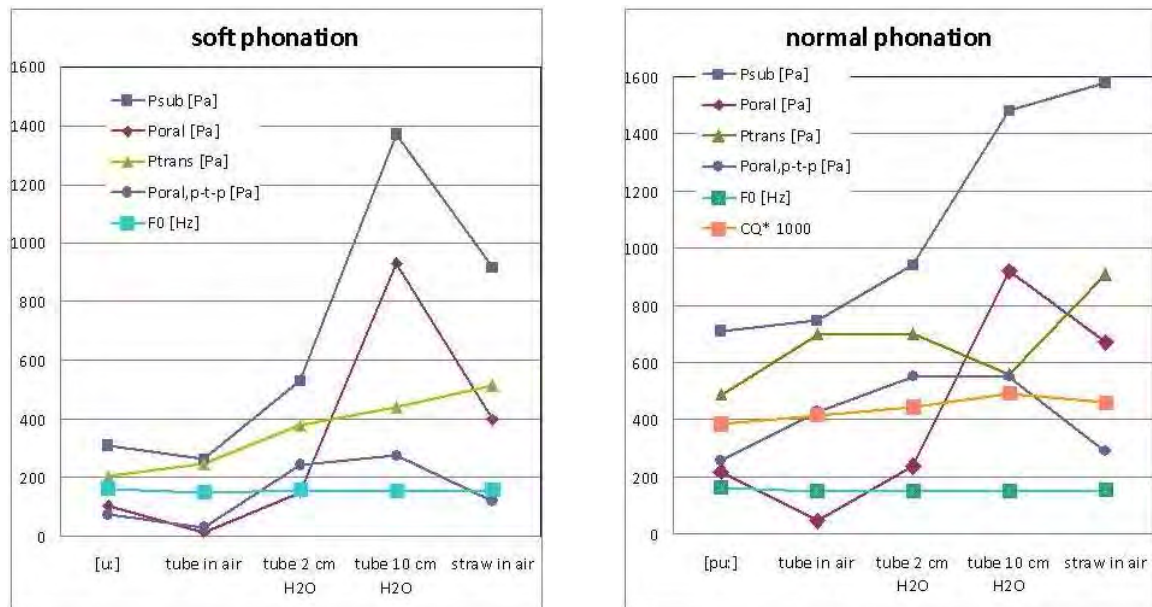 soft phonation
1600
1400
1200
1000
800
600
400
200
0
Psub [Pa]
Poral [Pa]
Ptrans [Pa]
Poral,p-t-p [Pa]
F0 [Hz]
[u:]
tube in air
tube 2 cm
H2O
tube 10 cm
H2O
straw in air
normal phonation
1600
1400
1200
1000
800
600
400
200
0
Psub [Pa]
Poral [Pa]
Ptrans [Pa]
Poral,p-t-p [Pa]
F0 [Hz]
CQ* 1000
[pu:]
tube in air
tube 2 cm
H2O
tube 10 cm
H2O
straw in air